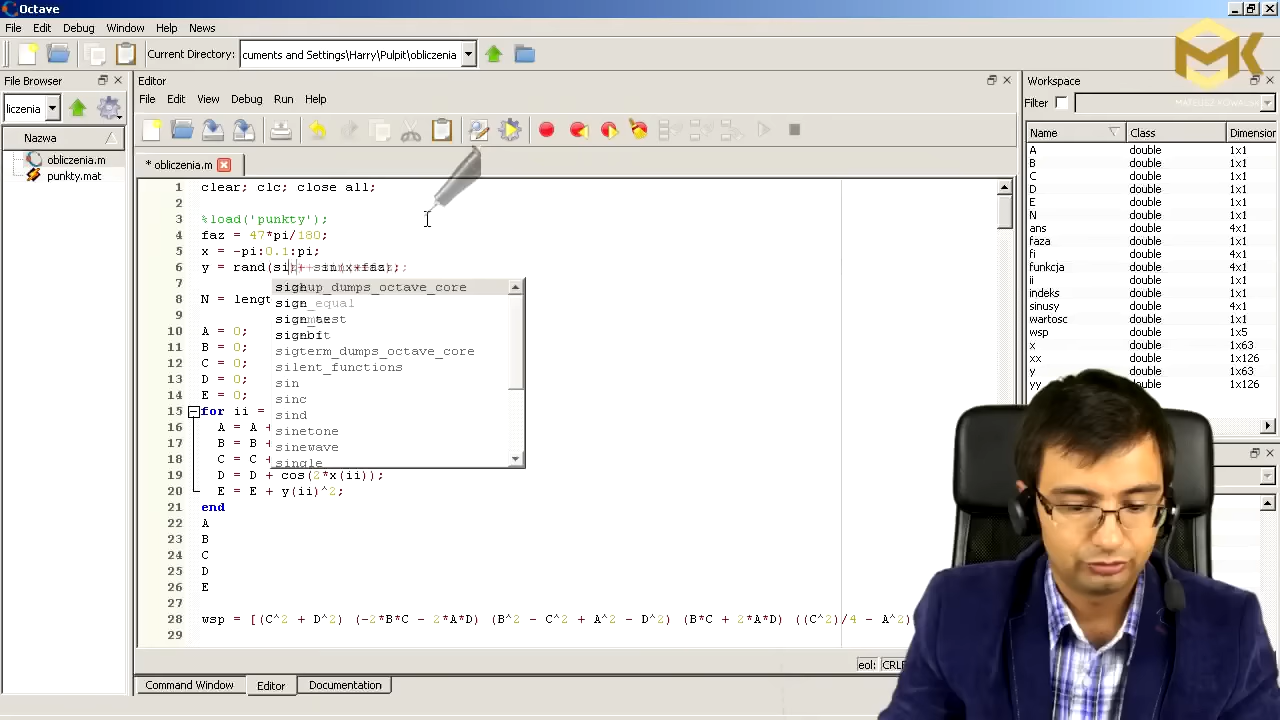 Octave
File Edit Debug Window Help News
Current Directory: cuments and Settings\Harry\Pulpit\obliczenia
MK
File Browser
liczenia
Nazwa
obliczenia.m
punkty.mat
Editor
File Edit View Debug Run Help
* obliczenia.m
1 clear; clc; close all;
2
3 %load('punkty');
4 faz = 47*pi/180;
5 x = -pi:0.1:pi;
6 y = rand(si
7
8 N = lengt
9
10 A = 0;
11 B = 0;
12 C = 0;
13 D = 0;
14 E = 0;
15 for ii =
16 A = A +
17 B = B +
18 C = C +
19 D = D + cos(2*x(ii));
20 E = E + y(ii)^2;
21 end
22 A
23 B
24 C
25 D
26 E
27
28 wsp = [(C^2 + D^2) (-2*B*C - 2*A*D) (B^2 - C^2 + A^2 - D^2) (B*C + 2*A*D) ((C^2)/4 - A^2)
29
sighup_dumps_octave_core
signbit
sigterm_dumps_octave_core
silent_functions
sin
sinc
sind
sinetone
sinewave
single
eol: CRLF
Command Window Editor Documentation
Workspace
Filter
Name Class Dimension
A double 1x1
B double 1x1
C double 1x1
D double 1x1
E double 1x1
N double 1x1
ans double 4x1
faza double 1x1
fi double 4x1
funkcja double 4x1
ii double 1x1
indeks double 1x1
sinusy double 4x1
wartosc double 1x1
wsp double 1x5
x double 1x63
xx double 1x126
y double 1x63
yy double 1x126